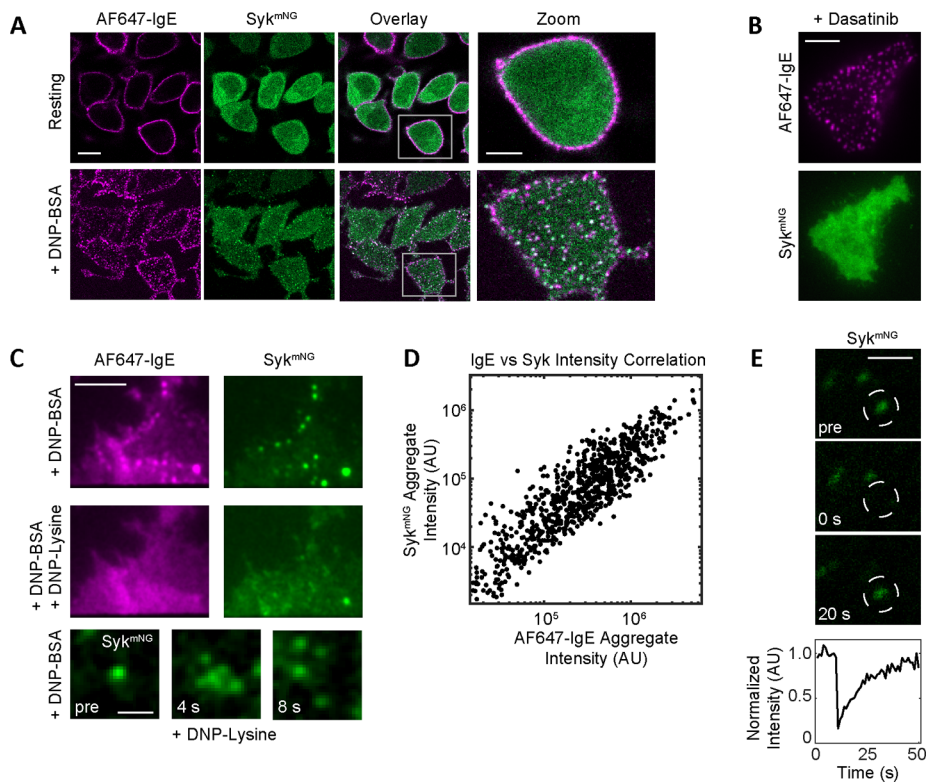 A
AF647-IgE
Syk^mNG
Overlay
Zoom
Resting
+ DNP-BSA
B
+ Dasatinib
AF647-IgE
Syk^mNG
C
AF647-IgE
Syk^mNG
+ DNP-BSA
+ DNP-BSA
+ DNP-Lysine
+ DNP-BSA
Syk^mNG
pre
4 s
8 s
+ DNP-Lysine
D
IgE vs Syk Intensity Correlation
Syk^mNG Aggregate
Intensity (AU)
10^6
10^5
10^4
10^5
10^6
AF647-IgE Aggregate
Intensity (AU)
E
Syk^mNG
pre
0 s
20 s
Normalized
Intensity (AU)
1.0
0.5
0
0
25
50
Time (s)